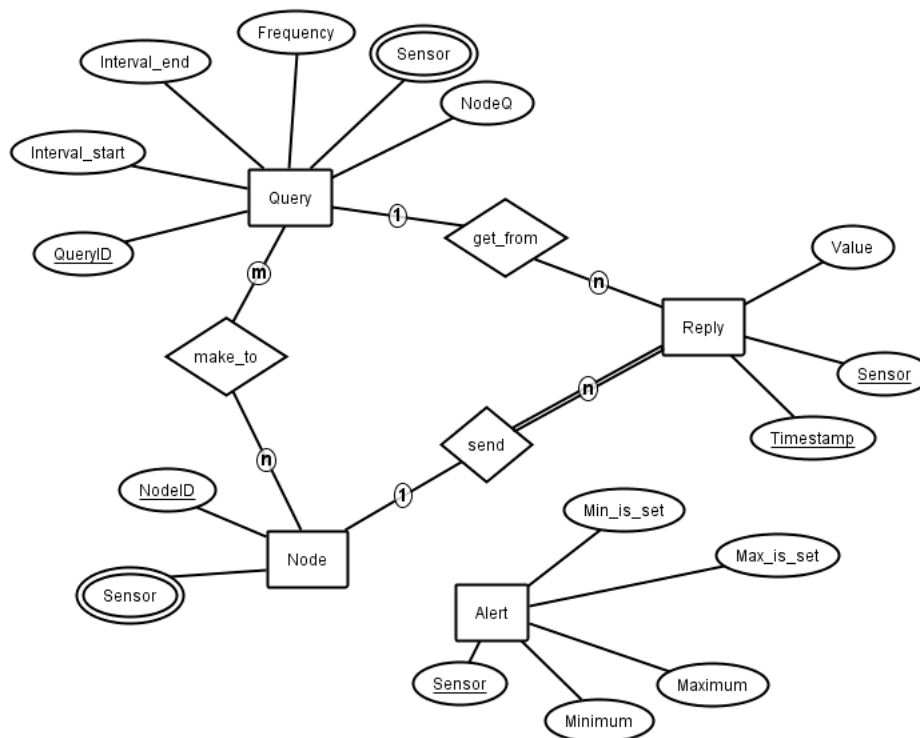 Frequency
Sensor
Interval_end
NodeQ
Interval_start
Query
1
get_from
QueryID
Value
m
n
Reply
make_to
Sensor
n
Timestamp
send
n
NodeID
1
Min_is_set
Max_is_set
Node
Sensor
Alert
Sensor
Maximum
Minimum